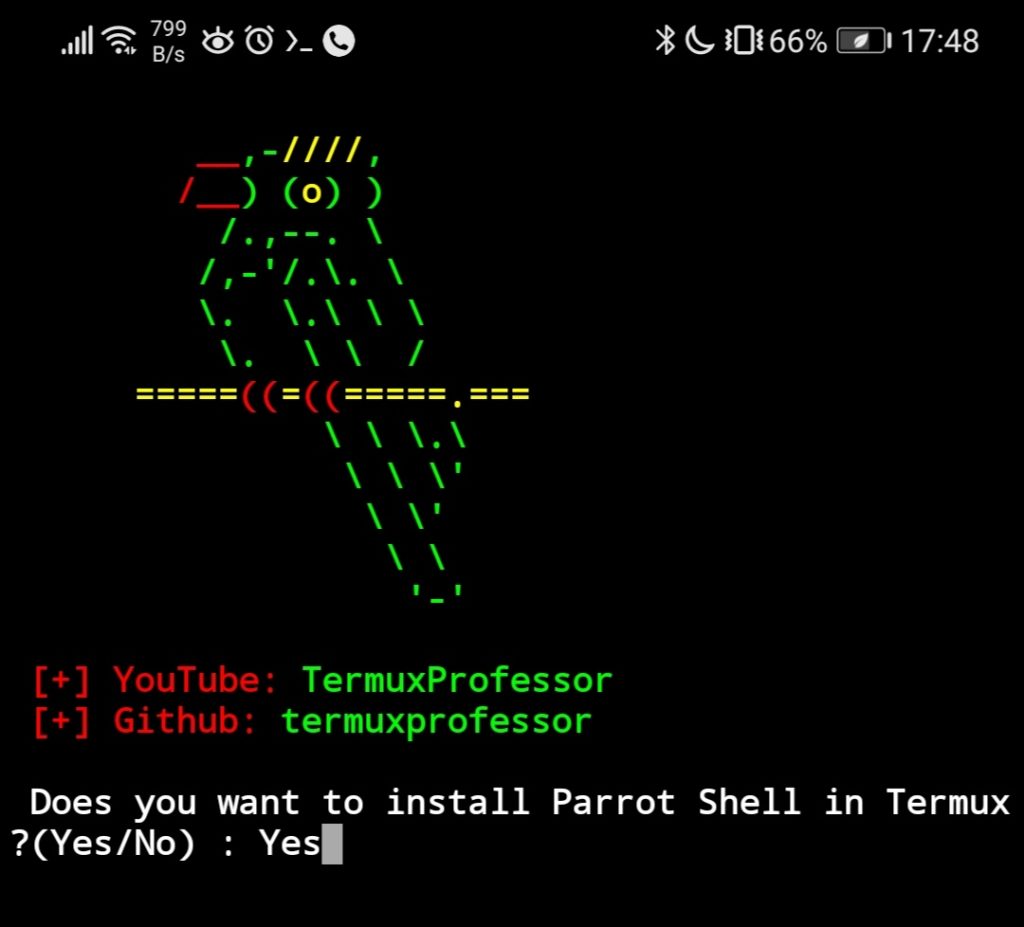 799
B/s
66% 17:48
__,-////,
/__) (o) )
/.,--. \
/,-'/.\. \
\. \.\ \ \
\. \ \ /
=====((=((=====.===
\ \ \.\
\ \ \'
\ \'
\ \
'-'
[+] YouTube: TermuxProfessor
[+] Github: termuxprofessor
Does you want to install Parrot Shell in Termux
?(Yes/No) : Yes